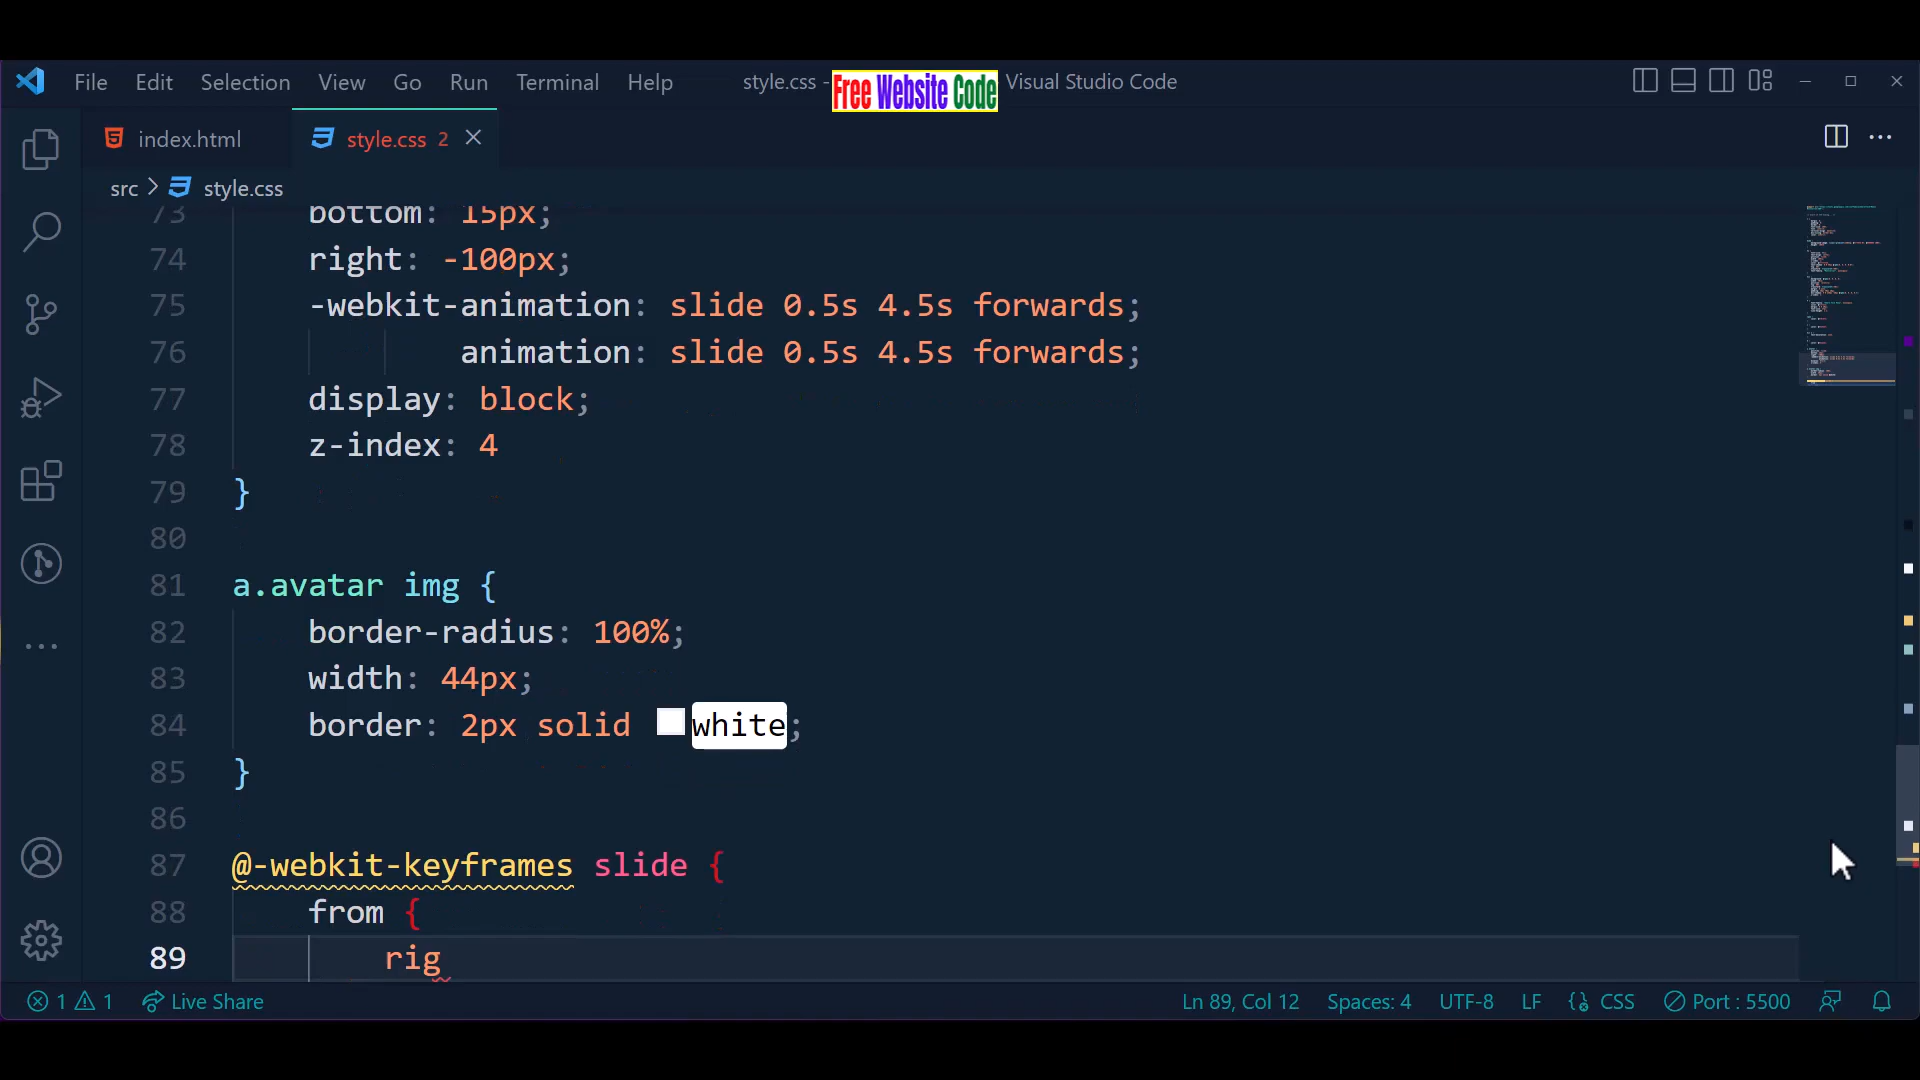 File Edit Selection View Go Run Terminal Help style.css - Free Website Code Visual Studio Code
index.html style.css 2
src > style.css
73 bottom: 15px;
74 right: -100px;
75 -webkit-animation: slide 0.5s 4.5s forwards;
76 animation: slide 0.5s 4.5s forwards;
77 display: block;
78 z-index: 4
79 }
80
81 a.avatar img {
82 border-radius: 100%;
83 width: 44px;
84 border: 2px solid white;
85 }
86
87 @-webkit-keyframes slide {
88 from {
89 rig
1 1 Live Share Ln 89, Col 12 Spaces: 4 UTF-8 LF CSS Port : 5500